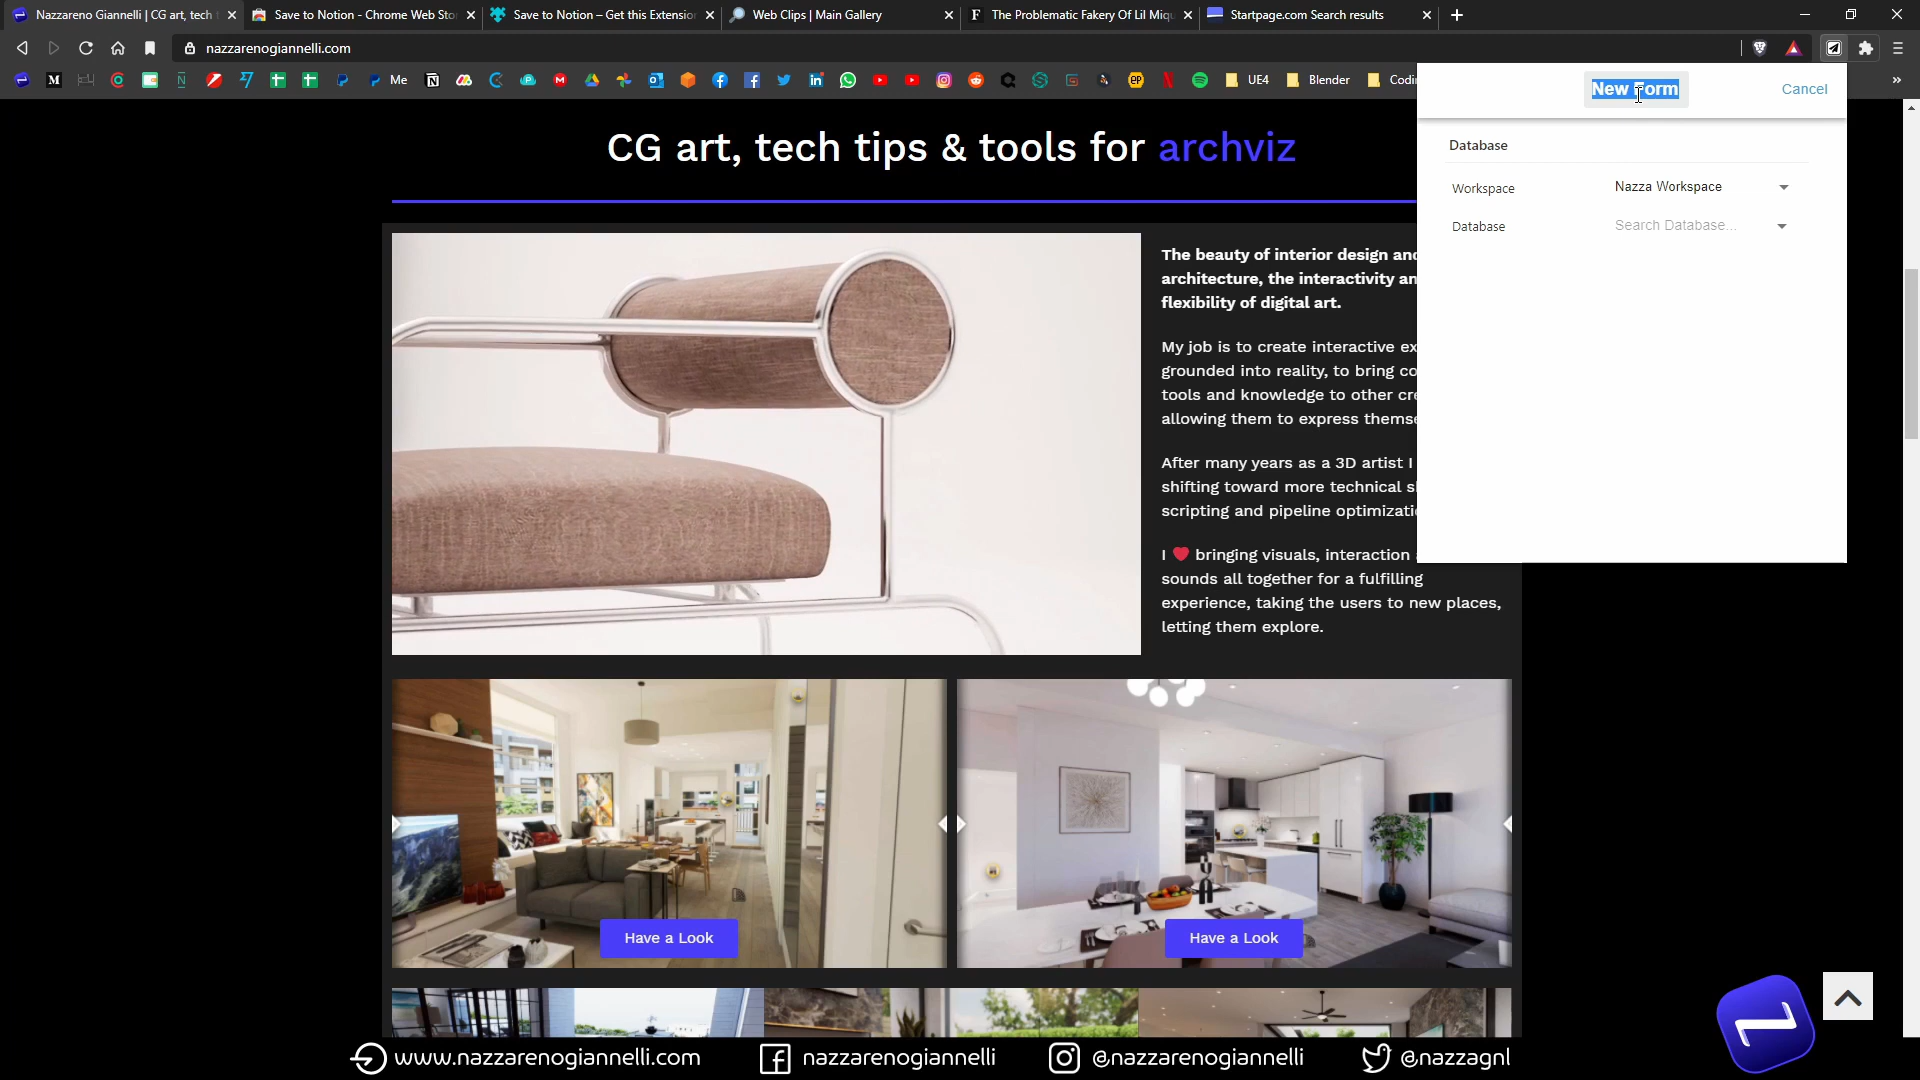 Nazzareno Giannelli | CG art, tech
Save to Notion - Chrome Web Sto
Save to Notion – Get this Extension
Web Clips | Main Gallery
The Problematic Fakery Of Lil Miqu
Startpage.com Search results
nazzarenogiannelli.com
Me
UE4
Blender
Codin
New Form
Cancel
Database
Workspace
Nazza Workspace
Database
Search Database...
CG art, tech tips & tools for archviz
The beauty of interior design and
architecture, the interactivity an
flexibility of digital art.
My job is to create interactive ex
grounded into reality, to bring co
tools and knowledge to other cre
allowing them to express themse
After many years as a 3D artist I
shifting toward more technical s
scripting and pipeline optimizati
I ❤ bringing visuals, interaction
sounds all together for a fulfilling
experience, taking the users to new places,
letting them explore.
Have a Look
Have a Look
www.nazzarenogiannelli.com
nazzarenogiannelli
@nazzarenogiannelli
@nazzagnl